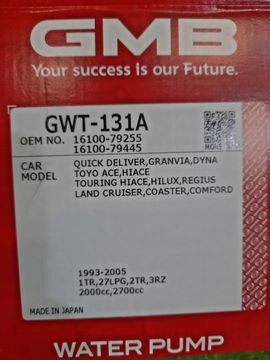 GMB
Your success is our Future.
GWT-131A
OEM NO. 16100-79255
16100-79445
CAR MODEL QUICK DELIVER,GRANVIA,DYNA
TOYO ACE,HIACE
TOURING HIACE,HILUX,REGIUS
LAND CRUISER,COASTER,COMFORD
1993-2005
1TR,27LPG,2TR,3RZ
2000cc,2700cc
MADE IN JAPAN
WATER PUMP